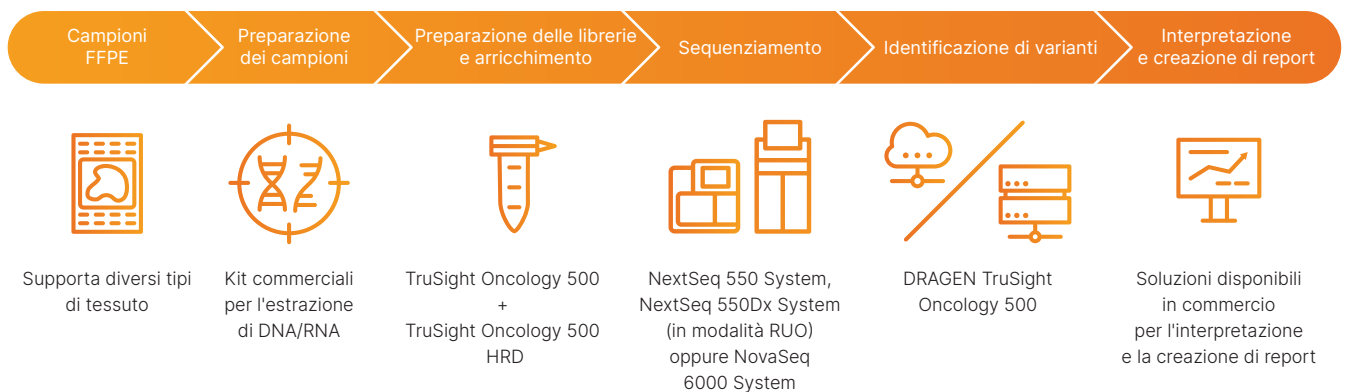 Campioni
FFPE
Preparazione
dei campioni
Preparazione delle librerie
e arricchimento
Sequenziamento
Identificazione di varianti
Interpretazione
e creazione di report
Supporta diversi tipi
di tessuto
Kit commerciali
per l'estrazione
di DNA/RNA
TruSight Oncology 500
+
TruSight Oncology 500
HRD
NextSeq 550 System,
NextSeq 550Dx System
(in modalità RUO)
oppure NovaSeq
6000 System
DRAGEN TruSight
Oncology 500
Soluzioni disponibili
in commercio
per l'interpretazione
e la creazione di report